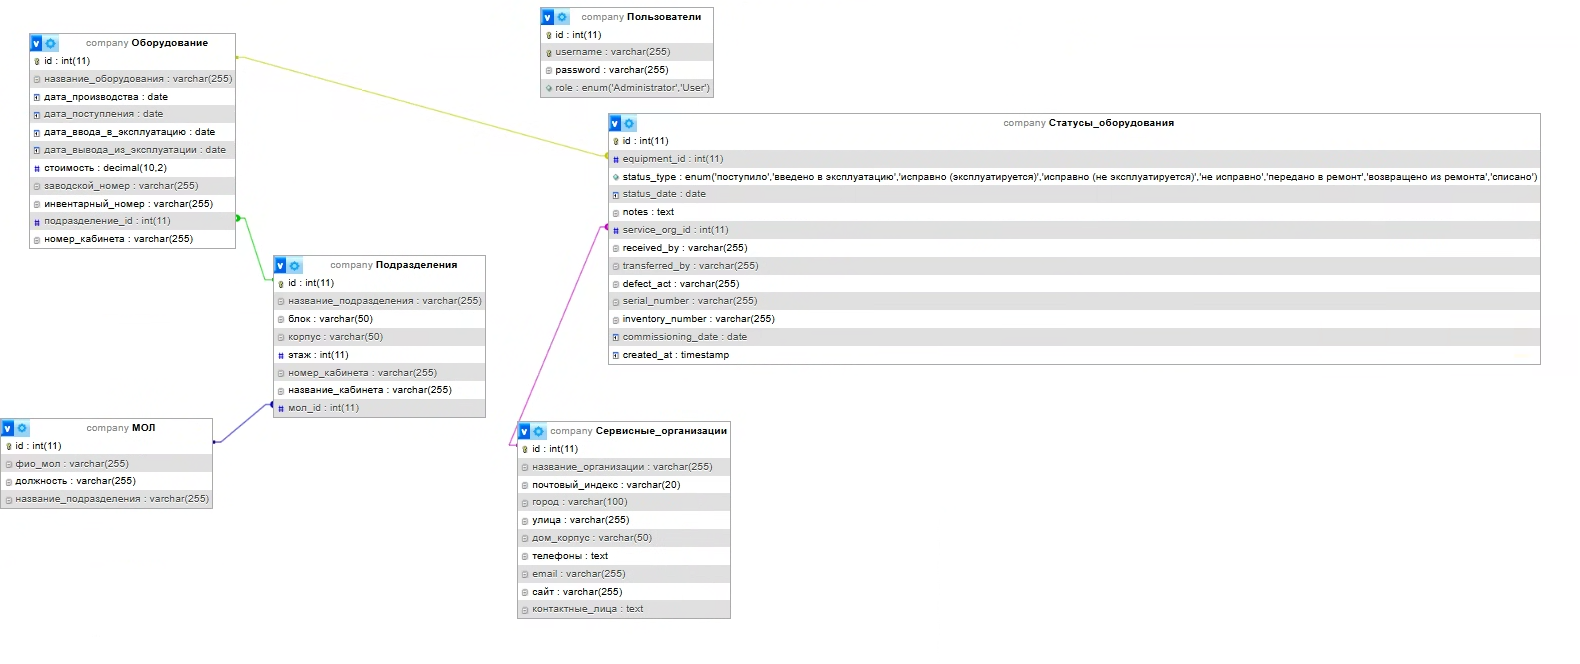 company Пользователи
id : int(11)
username : varchar(255)
password : varchar(255)
role : enum('Administrator','User')
company Оборудование
id : int(11)
название_оборудования : varchar(255)
дата_производства : date
дата_поступления : date
дата_ввода_в_эксплуатацию : date
дата_вывода_из_эксплуатации : date
стоимость : decimal(10,2)
заводской_номер : varchar(255)
инвентарный_номер : varchar(255)
подразделение_id : int(11)
номер_кабинета : varchar(255)
company Статусы_оборудования
id : int(11)
equipment_id : int(11)
status_type : enum('поступило','введено в эксплуатацию','исправно (эксплуатируется)','исправно (не эксплуатируется)','не исправно','передано в ремонт','возвращено из ремонта','списано')
status_date : date
notes : text
service_org_id : int(11)
received_by : varchar(255)
transferred_by : varchar(255)
defect_act : varchar(255)
serial_number : varchar(255)
inventory_number : varchar(255)
commissioning_date : date
created_at : timestamp
company Подразделения
id : int(11)
название_подразделения : varchar(255)
блок : varchar(50)
корпус : varchar(50)
этаж : int(11)
номер_кабинета : varchar(255)
название_кабинета : varchar(255)
мол_id : int(11)
company МОЛ
id : int(11)
фио_мол : varchar(255)
должность : varchar(255)
название_подразделения : varchar(255)
company Сервисные_организации
id : int(11)
название_организации : varchar(255)
почтовый_индекс : varchar(20)
город : varchar(100)
улица : varchar(255)
дом_корпус : varchar(50)
телефоны : text
email : varchar(255)
сайт : varchar(255)
контактные_лица : text